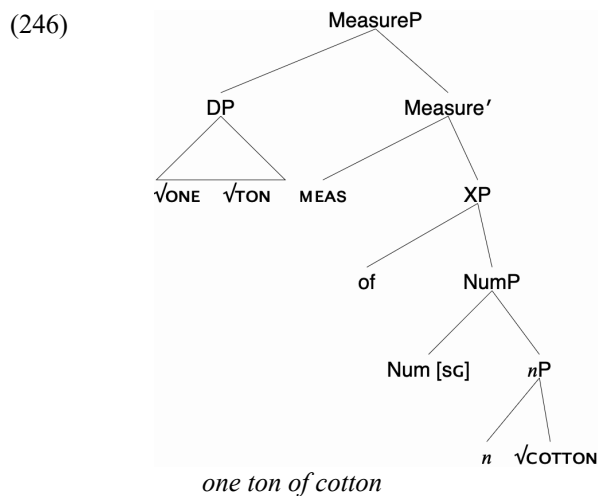 (246)
MeasureP
DP Measure′
√ONE √TON MEAS XP
of NumP
Num [SG] nP
n √COTTON
one ton of cotton